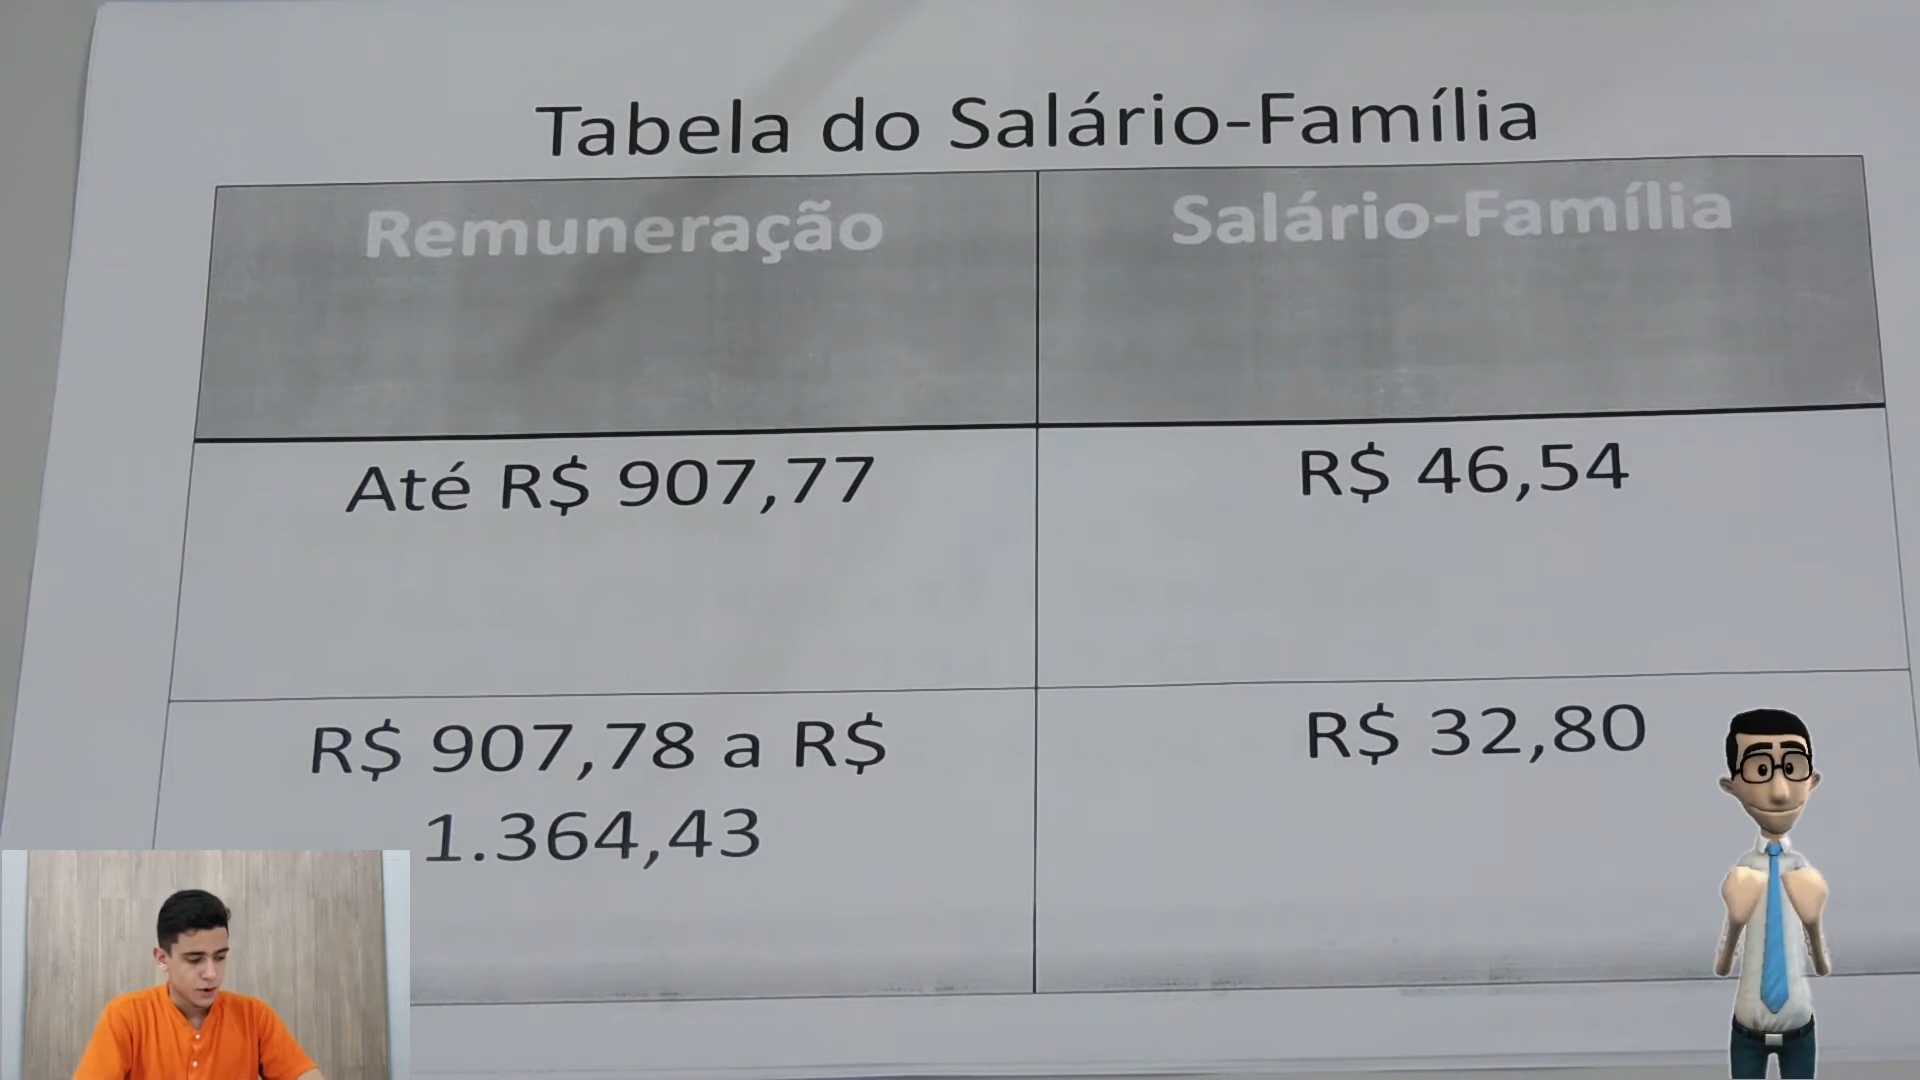 Tabela do Salário-Família
Remuneração
Salário-Família
Até R$ 907,77
R$ 46,54
R$ 907,78 a R$
1.364,43
R$ 32,80